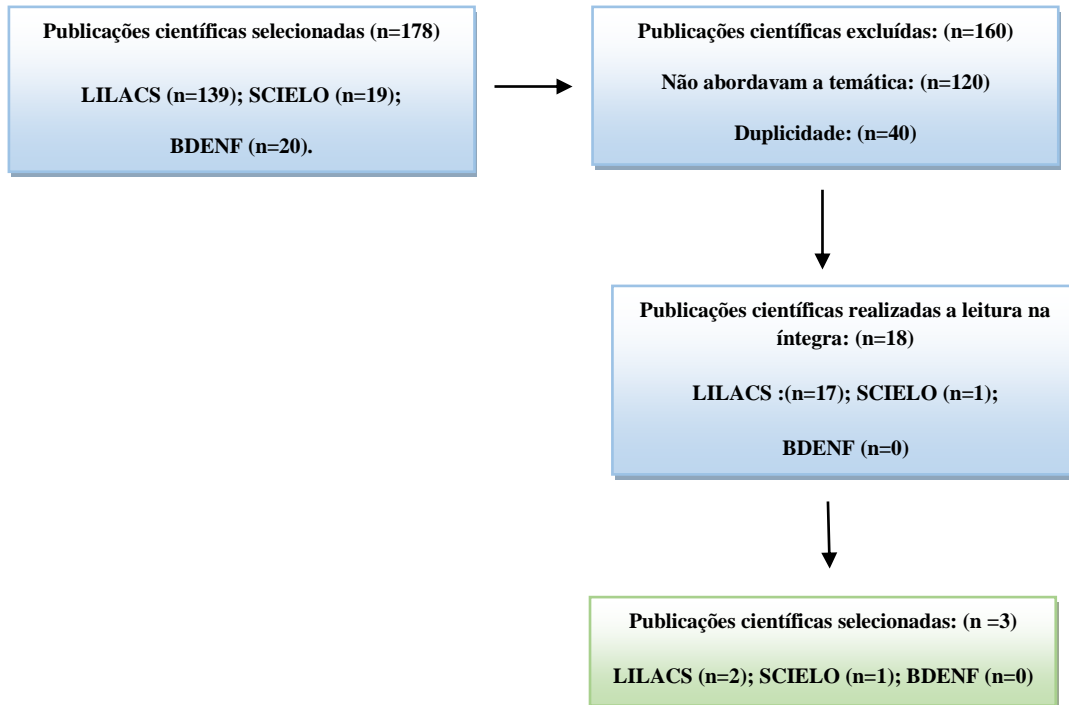 Publicações científicas selecionadas (n=178)
LILACS (n=139); SCIELO (n=19);
BDENF (n=20).
Publicações científicas excluídas: (n=160)
Não abordavam a temática: (n=120)
Duplicidade: (n=40)
Publicações científicas realizadas a leitura na
íntegra: (n=18)
LILACS :(n=17); SCIELO (n=1);
BDENF (n=0)
Publicações científicas selecionadas: (n =3)
LILACS (n=2); SCIELO (n=1); BDENF (n=0)